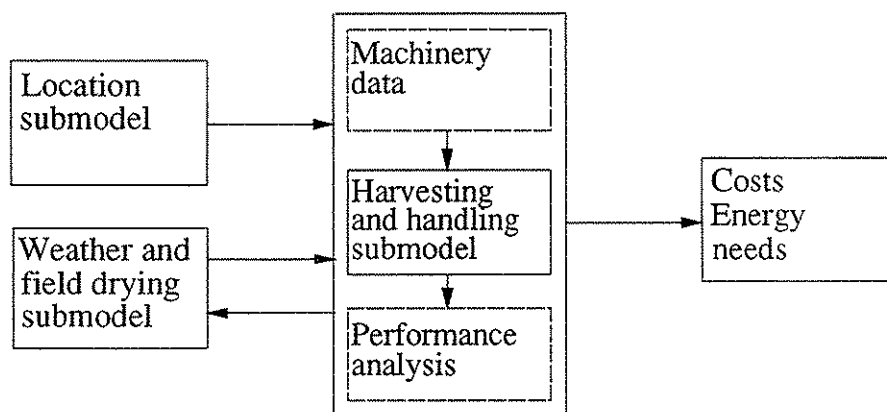 Location
submodel
Weather and
field drying
submodel
Machinery
data
Harvesting
and handling
submodel
Performance
analysis
Costs
Energy
needs